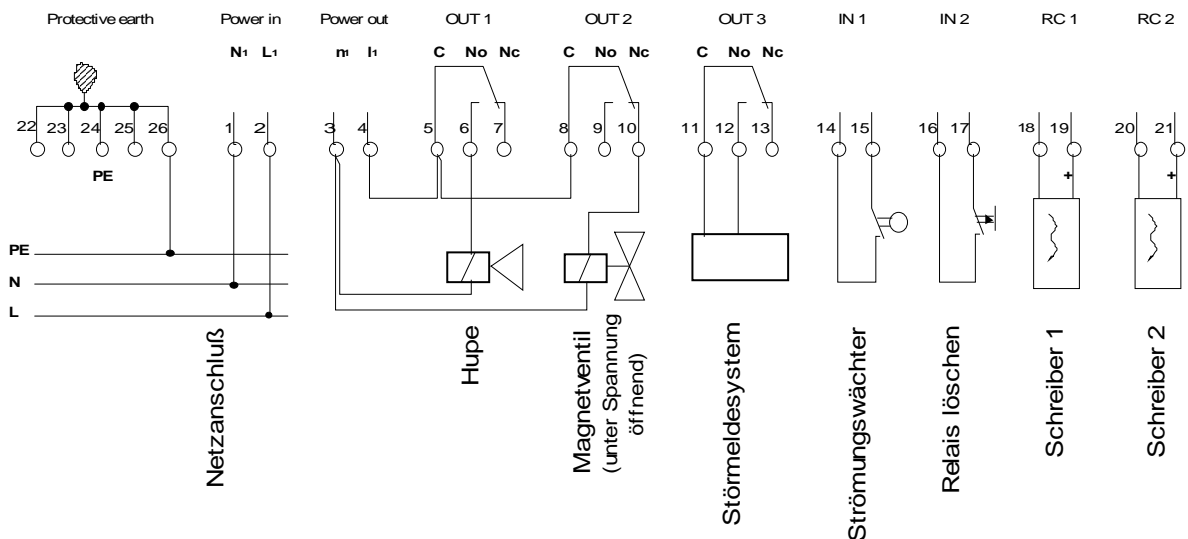 Protective earth Power in Power out OUT 1 OUT 2 OUT 3 IN 1 IN 2 RC 1 RC 2
N1 L1 n1 l1 C No Nc C No Nc C No Nc
22 23 24 25 26 1 2 3 4 5 6 7 8 9 10 11 12 13 14 15 16 17 18 19 20 21
PE + +
PE
N
L
Netzanschluß
Hupe
Magnetventil
(unter Spannung
öffnend)
Störmeldesystem
Strömungswächter
Relais löschen
Schreiber 1
Schreiber 2